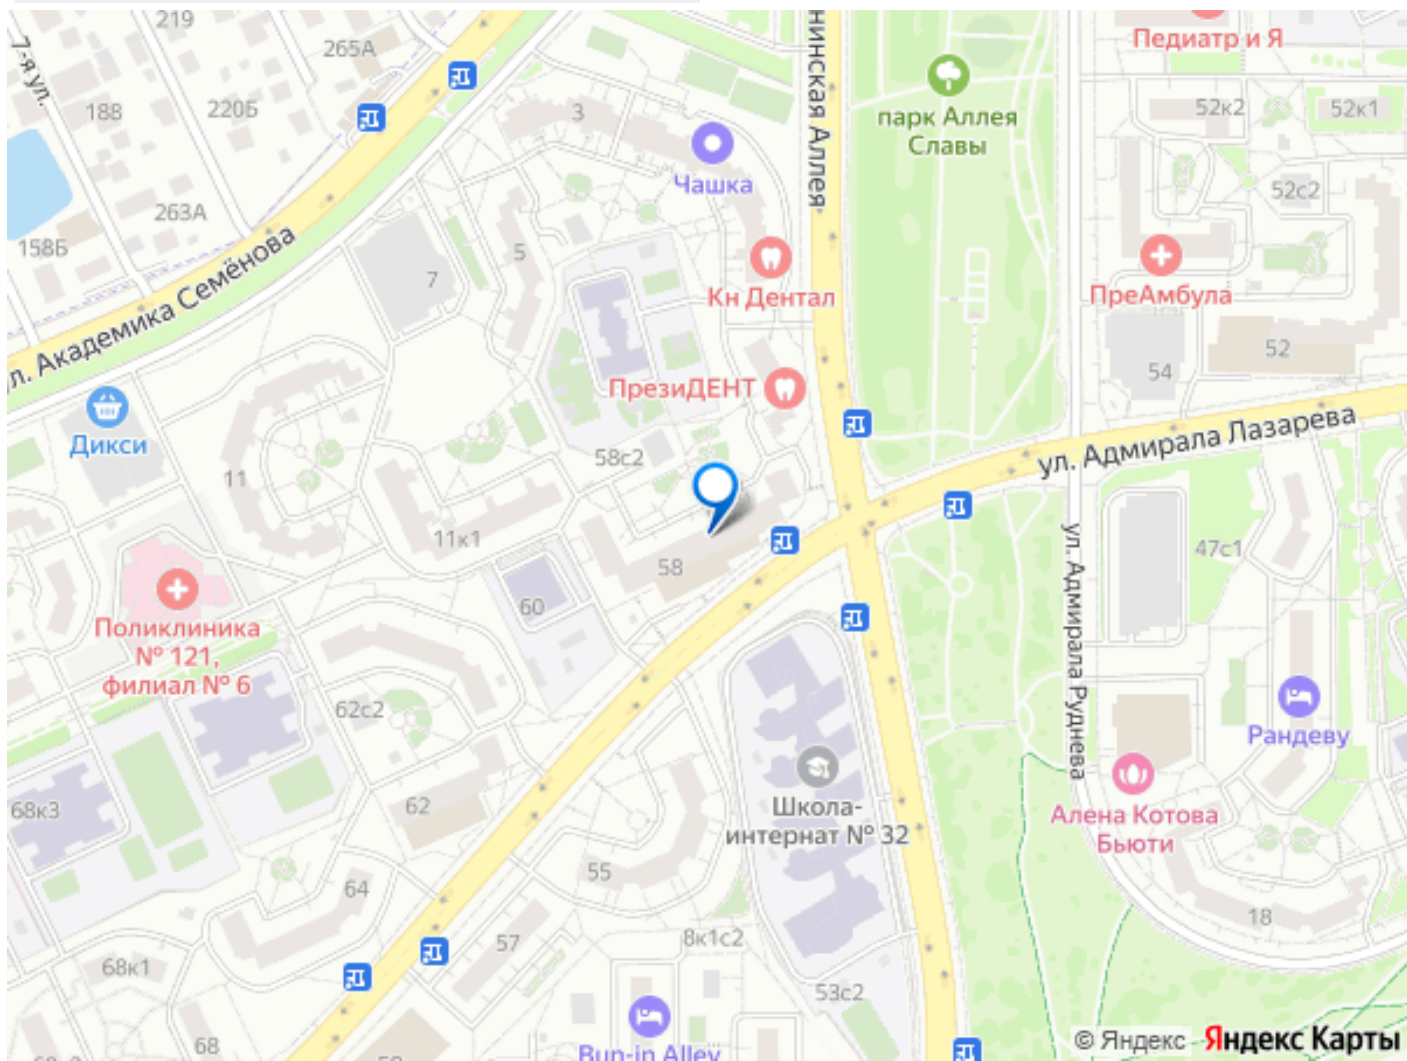 219
265А
7-я ул.
188
220Б
263А
158Б
ул. Академика Семёнова
3
Чашка
5
7
Кн Дентал
нинская Аллея
парк Аллея
Славы
Педиатр и Я
52к2
52к1
52с2
ПреАмбула
52
54
ПрезиДЕНТ
Дикси
11
58с2
11к1
58
60
ул. Адмирала Лазарева
ул. Адмирала Руднева
47с1
Поликлиника
№ 121,
филиал № 6
62с2
62
68к3
64
68к1
68
55
57
8к1с2
53с2
Школа-
интернат № 32
Рандеву
Алена Котова
Бьюти
18
Bun-in Alley
© Яндекс Яндекс Карты